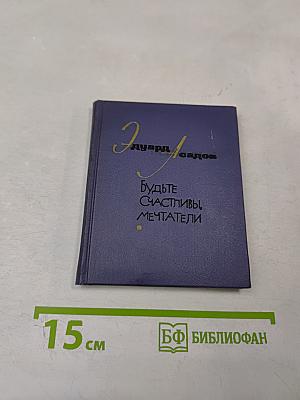 Эдуард Асадов
БУДЬТЕ
СЧАСТЛИВЫ,
МЕЧТАТЕЛИ
15 см
БФ БИБЛИОФАН